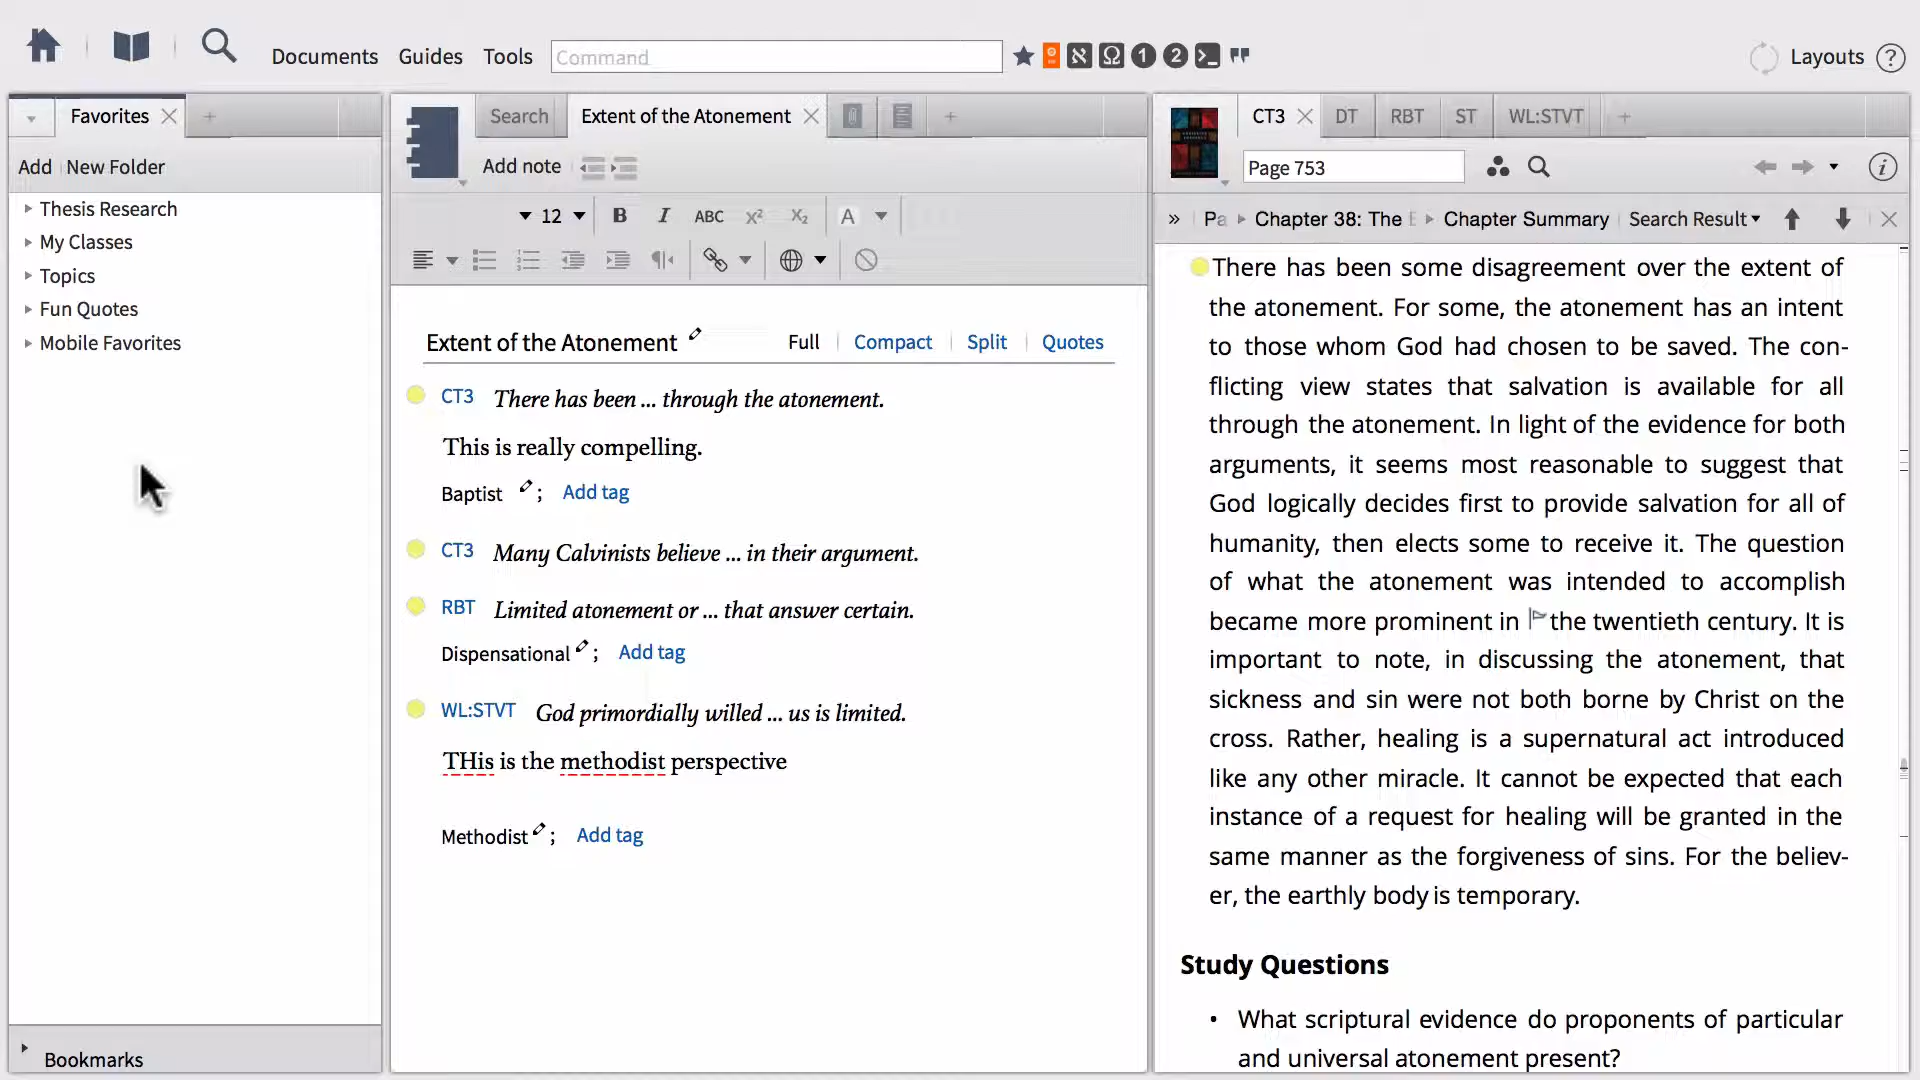 Documents Guides Tools Command Layouts ?
Favorites
Add New Folder
Thesis Research
My Classes
Topics
Fun Quotes
Mobile Favorites
Bookmarks
Search Extent of the Atonement
Add note
12 B I ABC X² X₂ A
Extent of the Atonement Full Compact Split Quotes
CT3 There has been ... through the atonement.
This is really compelling.
Baptist ; Add tag
CT3 Many Calvinists believe ... in their argument.
RBT Limited atonement or ... that answer certain.
Dispensational ; Add tag
WL:STVT God primordially willed ... us is limited.
THis is the methodist perspective
Methodist ; Add tag
CT3 DT RBT ST WL:STVT
Page 753
» Pa Chapter 38: The Chapter Summary Search Result
There has been some disagreement over the extent of
the atonement. For some, the atonement has an intent
to those whom God had chosen to be saved. The con-
flicting view states that salvation is available for all
through the atonement. In light of the evidence for both
arguments, it seems most reasonable to suggest that
God logically decides first to provide salvation for all of
humanity, then elects some to receive it. The question
of what the atonement was intended to accomplish
became more prominent in the twentieth century. It is
important to note, in discussing the atonement, that
sickness and sin were not both borne by Christ on the
cross. Rather, healing is a supernatural act introduced
like any other miracle. It cannot be expected that each
instance of a request for healing will be granted in the
same manner as the forgiveness of sins. For the believ-
er, the earthly body is temporary.
Study Questions
• What scriptural evidence do proponents of particular
and universal atonement present?